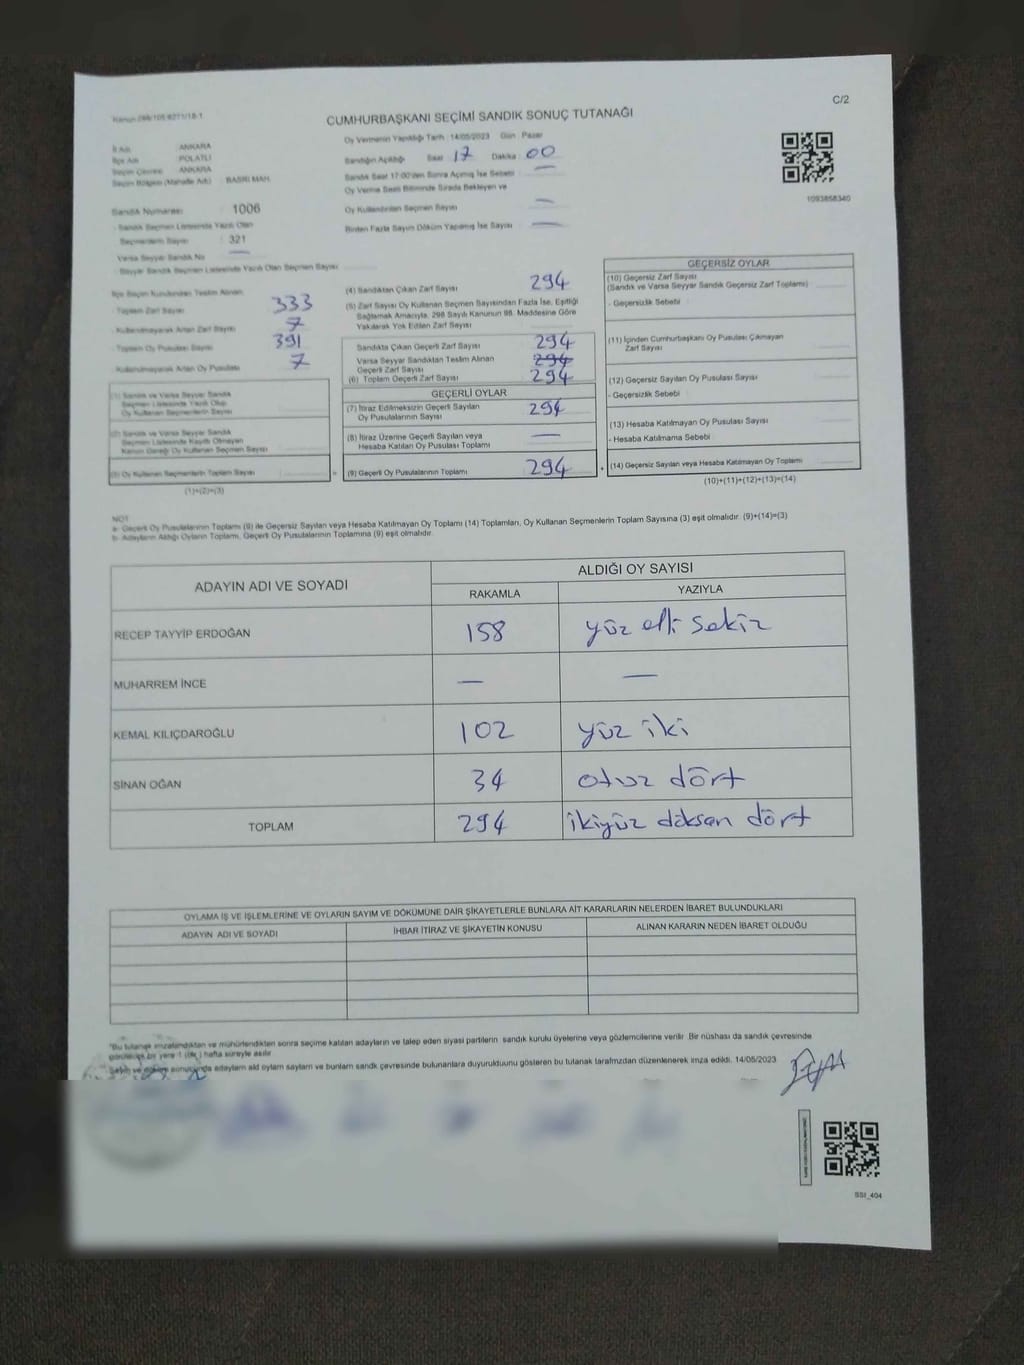 C/2
CUMHURBAŞKANI SEÇİMİ SANDIK SONUÇ TUTANAĞI
Oy Vermenin Yapıldığı Tarih : 14/05/2023 Gün : Pazar
İl Adı : ANKARA
İlçe Adı : POLATLI
Seçim Çevresi : ANKARA
Seçim Bölgesi (Mahalle Adı) : BASRI MAH.
Sandığın Açıldığı Saat 17 Dakika 00
Sandık Saat 17:00'den Sonra Açılmış İse Sebebi —
Oy Verme Saati Bitiminde Sırada Bekleyen ve
Oy Kullandırılan Seçmen Sayısı —
Birden Fazla Sayım Döküm Yapılmış İse Sayısı —
1093858340
Sandık Numarası : 1006
Sandık Seçmen Listesinde Yazılı Olan
Seçmenlerin Sayısı : 321
Varsa Seyyar Sandık No —
Seyyar Sandık Seçmen Listesinde Yazılı Olan Seçmen Sayısı
İlçe Seçim Kurulundan Teslim Alınan
Toplam Zarf Sayısı 333
Kullanılmayarak Artan Zarf Sayısı 7
Toplam Oy Pusulası Sayısı 391
Kullanılmayarak Artan Oy Pusulası 7
(1) Sandık ve Varsa Seyyar Sandık
Seçmen Listesinde Yazılı Olup
Oy Kullanan Seçmenlerin Sayısı
(2) Sandık ve Varsa Seyyar Sandık
Seçmen Listesinde Kayıtlı Olmayan
Kanun Gereği Oy Kullanan Seçmen Sayısı
(3) Oy Kullanan Seçmenlerin Toplam Sayısı =
(1)+(2)=(3)
(4) Sandıktan Çıkan Zarf Sayısı 294
(5) Zarf Sayısı Oy Kullanan Seçmen Sayısından Fazla İse, Eşitliği
Sağlamak Amacıyla, 298 Sayılı Kanunun 98. Maddesine Göre
Yakılarak Yok Edilen Zarf Sayısı
Sandıkta Çıkan Geçerli Zarf Sayısı 294
Varsa Seyyar Sandıktan Teslim Alınan
Geçerli Zarf Sayısı 294
(6) Toplam Geçerli Zarf Sayısı 294
GEÇERLİ OYLAR
(7) İtiraz Edilmeksizin Geçerli Sayılan
Oy Pusulalarının Sayısı 294
(8) İtiraz Üzerine Geçerli Sayılan veya
Hesaba Katılan Oy Pusulası Toplamı —
(9) Geçerli Oy Pusulalarının Toplamı 294 +
GEÇERSİZ OYLAR
(10) Geçersiz Zarf Sayısı
(Sandık ve Varsa Seyyar Sandık Geçersiz Zarf Toplamı)
- Geçersizlik Sebebi
(11) İçinden Cumhurbaşkanı Oy Pusulası Çıkmayan
Zarf Sayısı
(12) Geçersiz Sayılan Oy Pusulası Sayısı
- Geçersizlik Sebebi
(13) Hesaba Katılmayan Oy Pusulası Sayısı
- Hesaba Katılmama Sebebi
(14) Geçersiz Sayılan veya Hesaba Katılmayan Oy Toplamı
(10)+(11)+(12)+(13)=(14)
NOT
a- Geçerli Oy Pusulalarının Toplamı (9) ile Geçersiz Sayılan veya Hesaba Katılmayan Oy Toplamı (14) Toplamları, Oy Kullanan Seçmenlerin Toplam Sayısına (3) eşit olmalıdır. (9)+(14)=(3)
b- Adayların Aldığı Oyların Toplamı, Geçerli Oy Pusulalarının Toplamına (9) eşit olmalıdır.
ADAYIN ADI VE SOYADI
ALDIĞI OY SAYISI
RAKAMLA YAZIYLA
RECEP TAYYİP ERDOĞAN 158 yüz elli sekiz
MUHARREM İNCE — —
KEMAL KILIÇDAROĞLU 102 yüz iki
SİNAN OĞAN 34 otuz dört
TOPLAM 294 ikiyüz doksan dört
OYLAMA İŞ VE İŞLEMLERİNE VE OYLARIN SAYIM VE DÖKÜMÜNE DAİR ŞİKAYETLERLE BUNLARA AİT KARARLARIN NELERDEN İBARET BULUNDUKLARI
ADAYIN ADI VE SOYADI İHBAR İTİRAZ VE ŞİKAYETİN KONUSU ALINAN KARARIN NEDEN İBARET OLDUĞU
*Bu tutanak imzalandıktan ve mühürlendikten sonra seçime katılan adayların ve talep eden siyasi partilerin sandık kurulu üyelerine veya gözlemcilerine verilir. Bir nüshası da sandık çevresinde
görülecek bir yere 1 (bir) hafta süreyle asılır.
Sayım ve döküm sonucunda adayların aldığı oyların sayıları ve bunların sandık çevresinde bulunanlara duyurulduğunu gösteren bu tutanak tarafımızdan düzenlenerek imza edildi. 14/05/2023
SSI_404